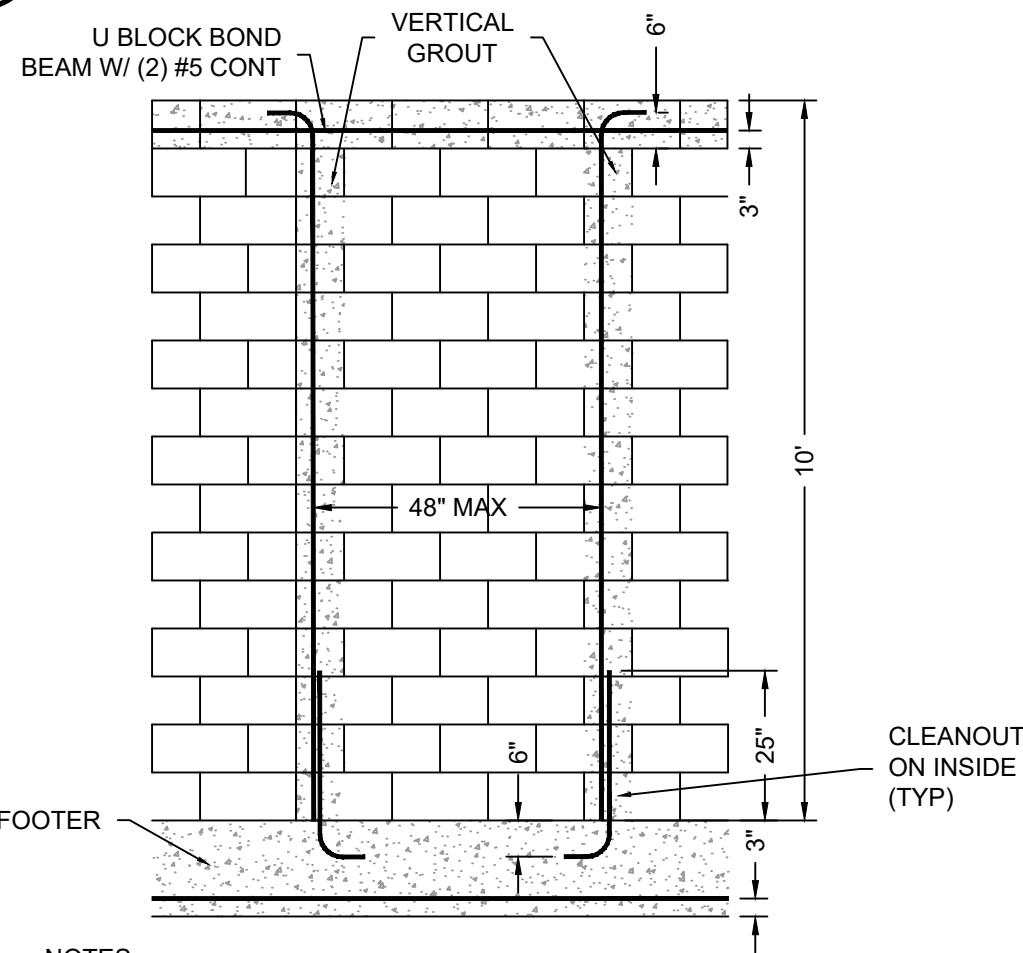 U BLOCK BOND
BEAM W/ (2) #5 CONT
VERTICAL
GROUT
6"
3"
10'
48" MAX
25"
6"
CLEANOUT
ON INSIDE
(TYP)
FOOTER
3"
NOTES